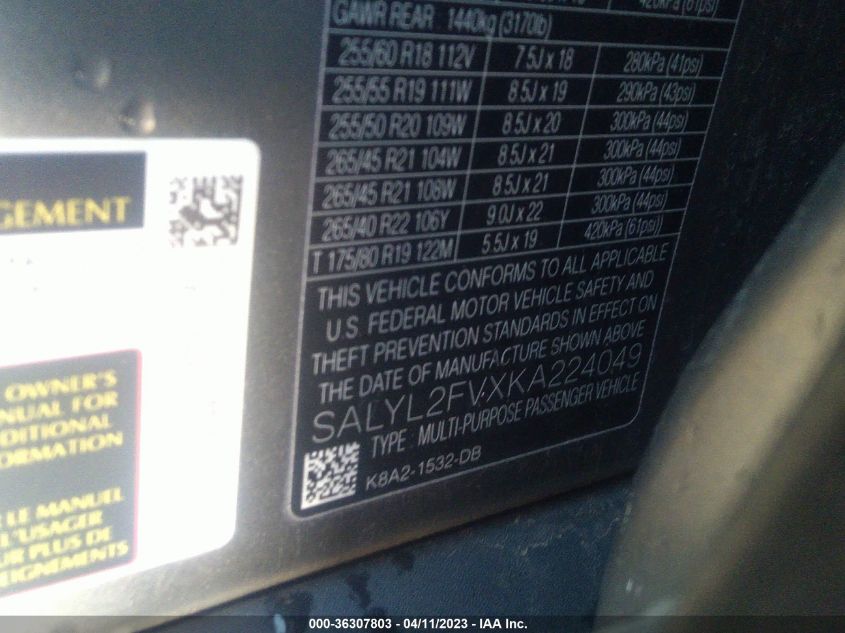 420kPa (61psi)
GAWR REAR : 1440kg (3170lb)
255/60 R18 112V 7.5J x 18 280kPa (41psi)
255/55 R19 111W 8.5J x 19 290kPa (43psi)
255/50 R20 109W 8.5J x 20 300kPa (44psi)
265/45 R21 104W 8.5J x 21 300kPa (44psi)
265/45 R21 108W 8.5J x 21 300kPa (44psi)
265/40 R22 106Y 9.0J x 22 300kPa (44psi)
T 175/80 R19 122M 5.5J x 19 420kPa (61psi)
THIS VEHICLE CONFORMS TO ALL APPLICABLE
U.S. FEDERAL MOTOR VEHICLE SAFETY AND
THEFT PREVENTION STANDARDS IN EFFECT ON
THE DATE OF MANUFACTURE SHOWN ABOVE
SALYL2FVXKA224049
TYPE : MULTI-PURPOSE PASSENGER VEHICLE
K8A2-1532-DB
GEMENT
OWNER'S
NUAL FOR
DITIONAL
ORMATION
LE MANUEL
L'USAGER
UR PLUS DE
EIGNEMENTS
000-36307803 - 04/11/2023 - IAA Inc.